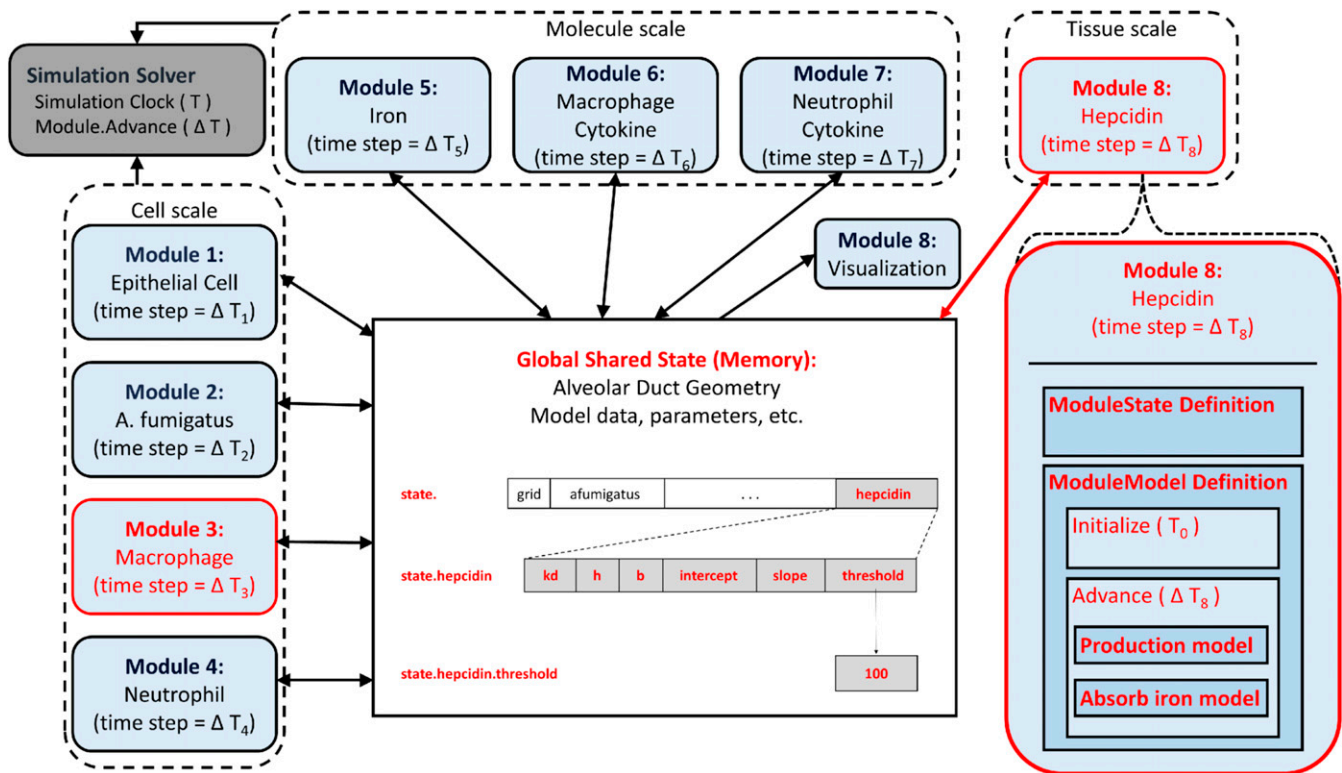 Molecule scale
Tissue scale
Simulation Solver
Simulation Clock ( T )
Module.Advance ( Δ T )
Module 5:
Iron
(time step = Δ T₅)
Module 6:
Macrophage
Cytokine
(time step = Δ T₆)
Module 7:
Neutrophil
Cytokine
(time step = Δ T₇)
Module 8:
Hepcidin
(time step = Δ T₈)
Cell scale
Module 1:
Epithelial Cell
(time step = Δ T₁)
Module 2:
A. fumigatus
(time step = Δ T₂)
Module 3:
Macrophage
(time step = Δ T₃)
Module 4:
Neutrophil
(time step = Δ T₄)
Module 8:
Visualization
Global Shared State (Memory):
Alveolar Duct Geometry
Model data, parameters, etc.
state. grid afumigatus . . . hepcidin
state.hepcidin kd h b intercept slope threshold
state.hepcidin.threshold 100
Module 8:
Hepcidin
(time step = Δ T₈)
ModuleState Definition
ModuleModel Definition
Initialize ( T₀ )
Advance ( Δ T₈ )
Production model
Absorb iron model